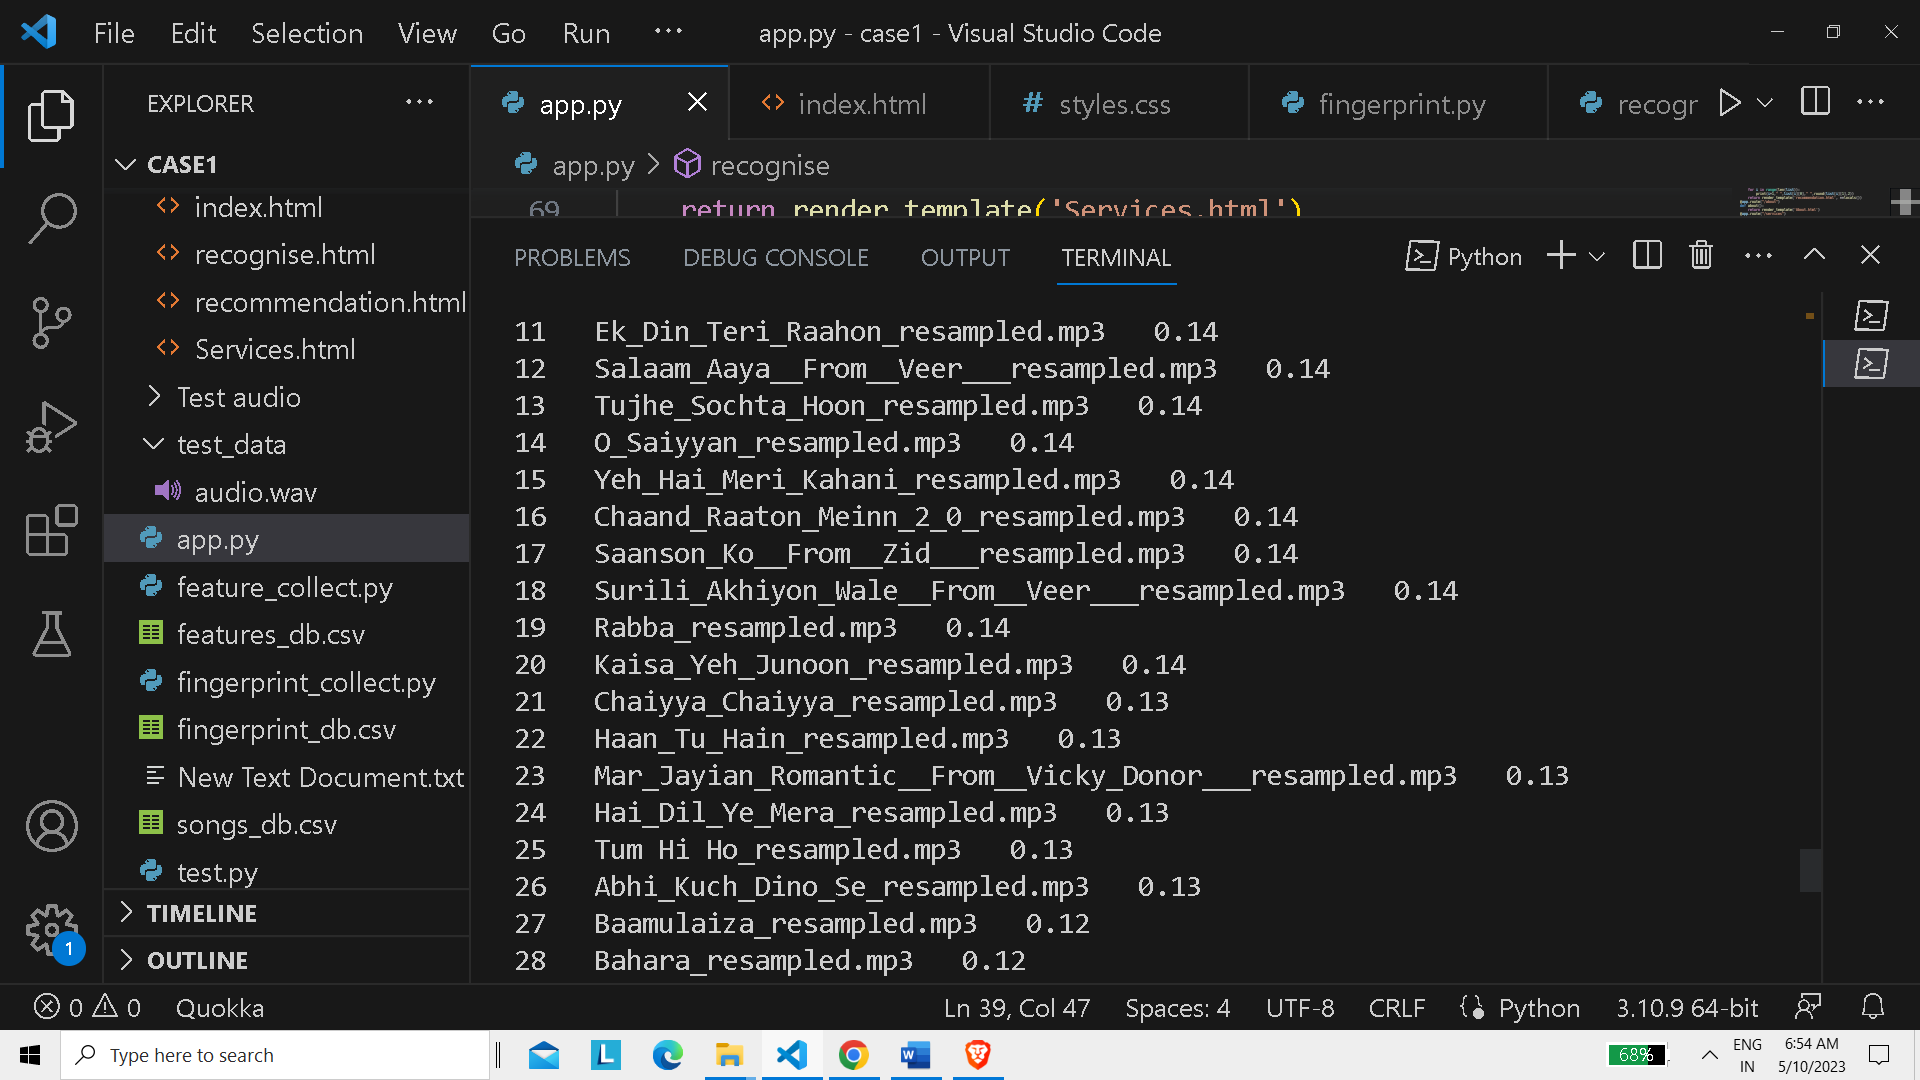 File Edit Selection View Go Run ··· app.py - case1 - Visual Studio Code
EXPLORER ···
CASE1
index.html
recognise.html
recommendation.html
Services.html
Test audio
test_data
audio.wav
app.py
feature_collect.py
features_db.csv
fingerprint_collect.py
fingerprint_db.csv
New Text Document.txt
songs_db.csv
test.py
TIMELINE
OUTLINE
1
app.py index.html # styles.css fingerprint.py recogr ···
app.py > recognise
69 return render_template('Services.html')
PROBLEMS DEBUG CONSOLE OUTPUT TERMINAL Python ···
11 Ek_Din_Teri_Raahon_resampled.mp3 0.14
12 Salaam_Aaya__From__Veer___resampled.mp3 0.14
13 Tujhe_Sochta_Hoon_resampled.mp3 0.14
14 O_Saiyyan_resampled.mp3 0.14
15 Yeh_Hai_Meri_Kahani_resampled.mp3 0.14
16 Chaand_Raaton_Meinn_2_0_resampled.mp3 0.14
17 Saanson_Ko__From__Zid___resampled.mp3 0.14
18 Surili_Akhiyon_Wale__From__Veer___resampled.mp3 0.14
19 Rabba_resampled.mp3 0.14
20 Kaisa_Yeh_Junoon_resampled.mp3 0.14
21 Chaiyya_Chaiyya_resampled.mp3 0.13
22 Haan_Tu_Hain_resampled.mp3 0.13
23 Mar_Jayian_Romantic__From__Vicky_Donor___resampled.mp3 0.13
24 Hai_Dil_Ye_Mera_resampled.mp3 0.13
25 Tum Hi Ho_resampled.mp3 0.13
26 Abhi_Kuch_Dino_Se_resampled.mp3 0.13
27 Baamulaiza_resampled.mp3 0.12
28 Bahara_resampled.mp3 0.12
0 0 Quokka Ln 39, Col 47 Spaces: 4 UTF-8 CRLF Python 3.10.9 64-bit
Type here to search
L
68%
ENG
IN
6:54 AM
5/10/2023